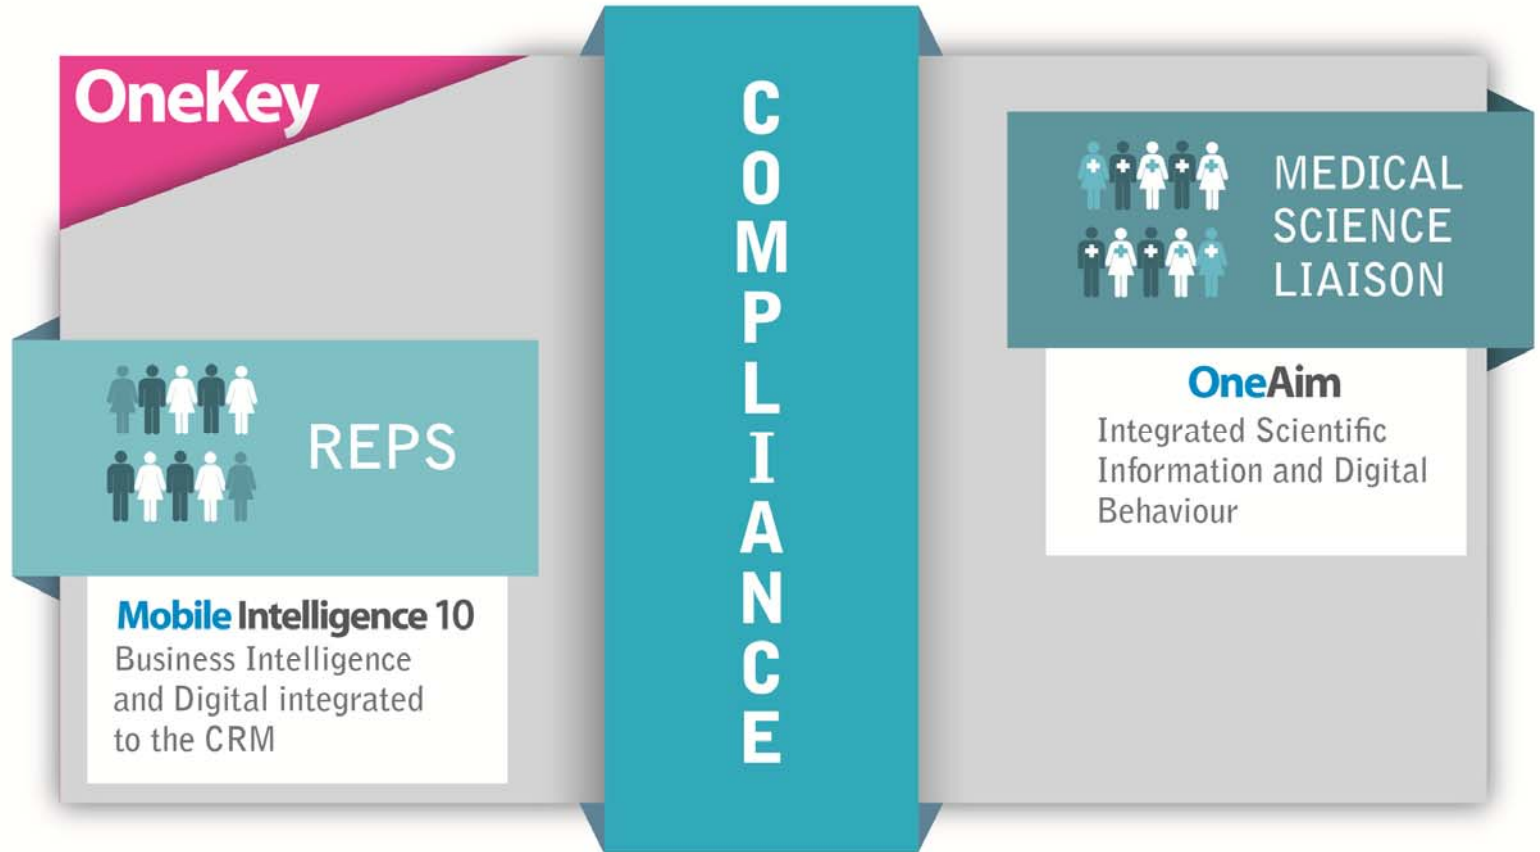 OneKey
REPS
Mobile Intelligence 10
Business Intelligence
and Digital integrated
to the CRM
COMPLIANCE
MEDICAL
SCIENCE
LIAISON
OneAim
Integrated Scientific
Information and Digital
Behaviour